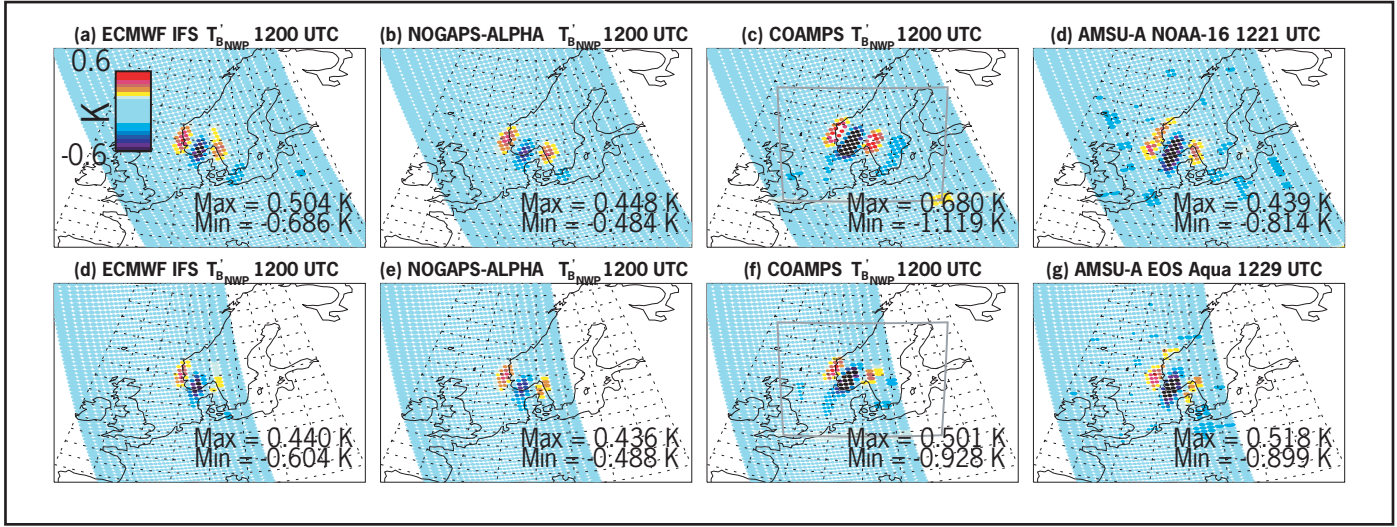 (a) ECMWF IFS T'BNWP 1200 UTC
0.6
K
-0.6
Max = 0.504 K
Min = -0.686 K
(b) NOGAPS-ALPHA T'BNWP 1200 UTC
Max = 0.448 K
Min = -0.484 K
(c) COAMPS T'BNWP 1200 UTC
Max = 0.680 K
Min = -1.119 K
(d) AMSU-A NOAA-16 1221 UTC
Max = 0.439 K
Min = -0.814 K
(d) ECMWF IFS T'BNWP 1200 UTC
Max = 0.440 K
Min = -0.604 K
(e) NOGAPS-ALPHA T'BNWP 1200 UTC
Max = 0.436 K
Min = -0.488 K
(f) COAMPS T'BNWP 1200 UTC
Max = 0.501 K
Min = -0.928 K
(g) AMSU-A EOS Aqua 1229 UTC
Max = 0.518 K
Min = -0.899 K